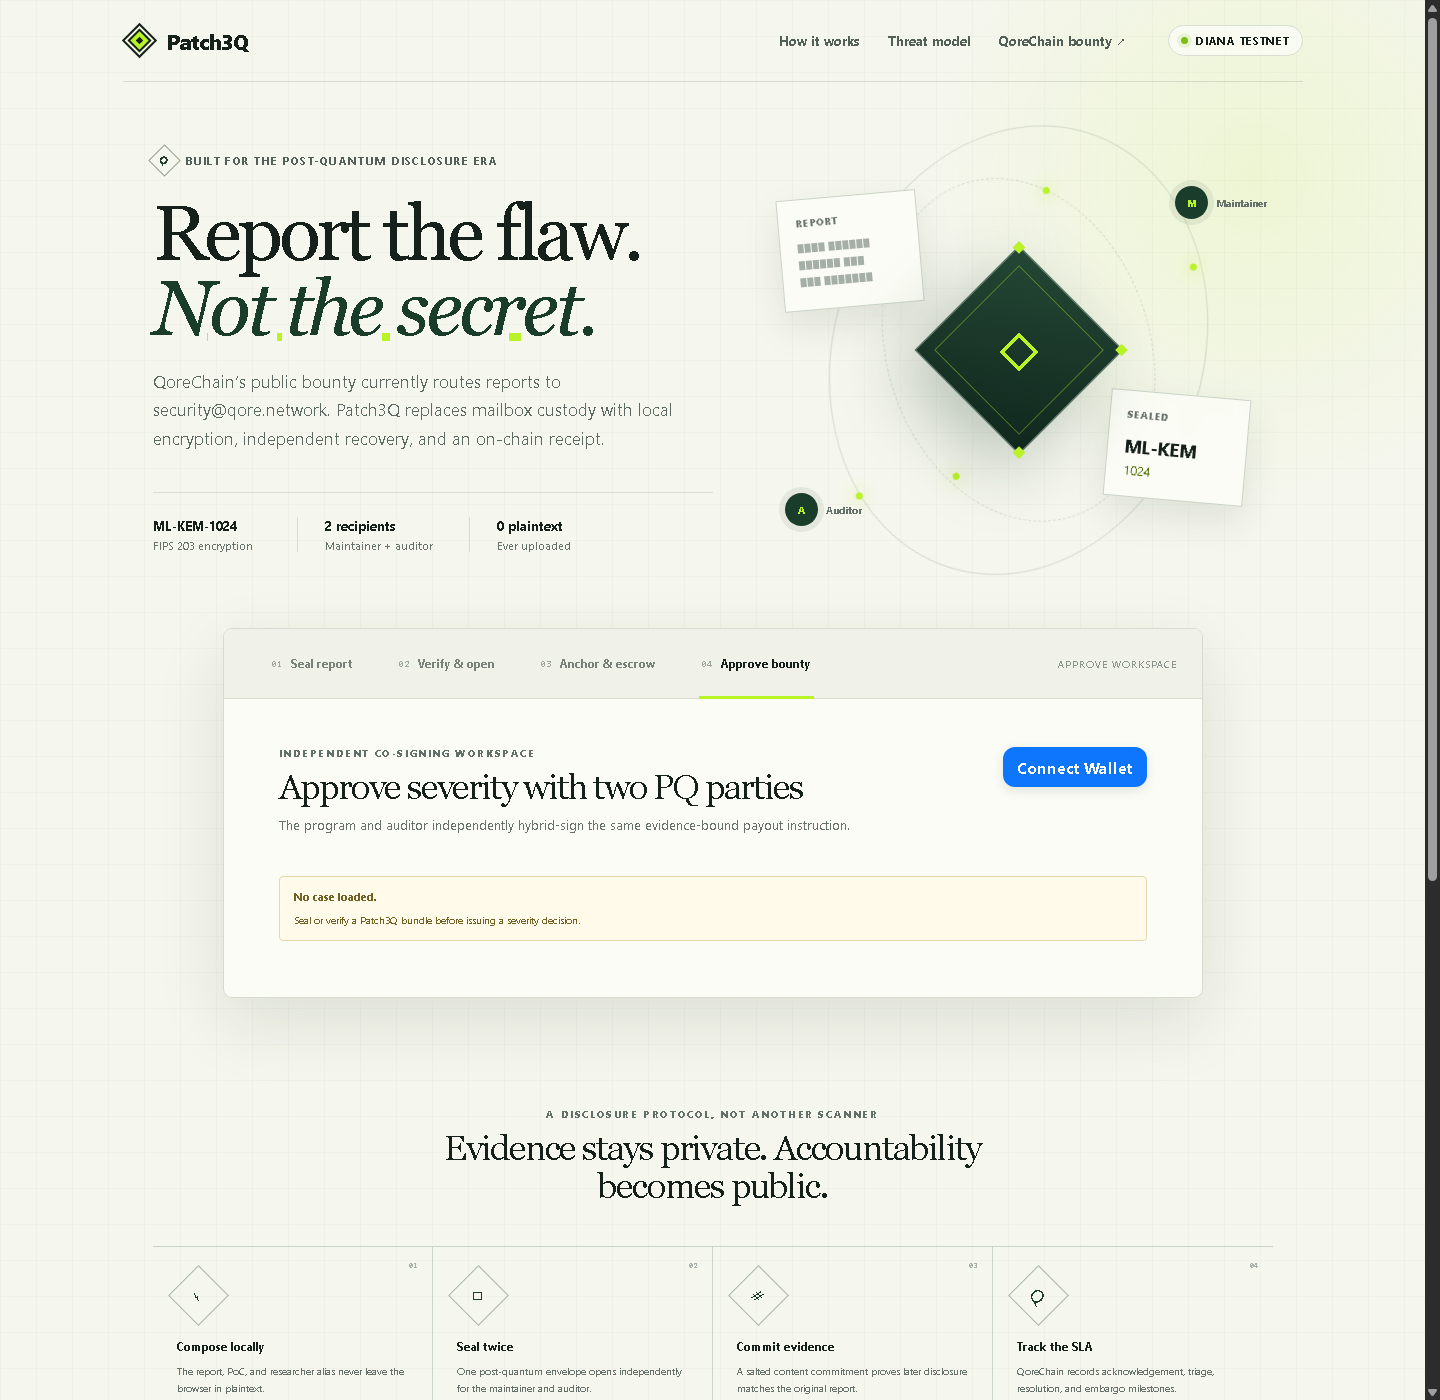 Patch3Q
How it works
Threat model
QoreChain bounty ↗
DIANA TESTNET
BUILT FOR THE POST-QUANTUM DISCLOSURE ERA
Report the flaw.
Not the secret.
QoreChain's public bounty currently routes reports to
security@qore.network. Patch3Q replaces mailbox custody with local
encryption, independent recovery, and an on-chain receipt.
ML-KEM-1024
FIPS 203 encryption
2 recipients
Maintainer + auditor
0 plaintext
Ever uploaded
REPORT
M
Maintainer
SEALED
ML-KEM
1024
A
Auditor
01 Seal report
02 Verify & open
03 Anchor & escrow
04 Approve bounty
APPROVE WORKSPACE
INDEPENDENT CO-SIGNING WORKSPACE
Approve severity with two PQ parties
The program and auditor independently hybrid-sign the same evidence-bound payout instruction.
Connect Wallet
No case loaded.
Seal or verify a Patch3Q bundle before issuing a severity decision.
A DISCLOSURE PROTOCOL, NOT ANOTHER SCANNER
Evidence stays private. Accountability
becomes public.
01
Compose locally
The report, PoC, and researcher alias never leave the
browser in plaintext.
02
Seal twice
One post-quantum envelope opens independently
for the maintainer and auditor.
03
Commit evidence
A salted content commitment proves later disclosure
matches the original report.
04
Track the SLA
QoreChain records acknowledgement, triage,
resolution, and embargo milestones.